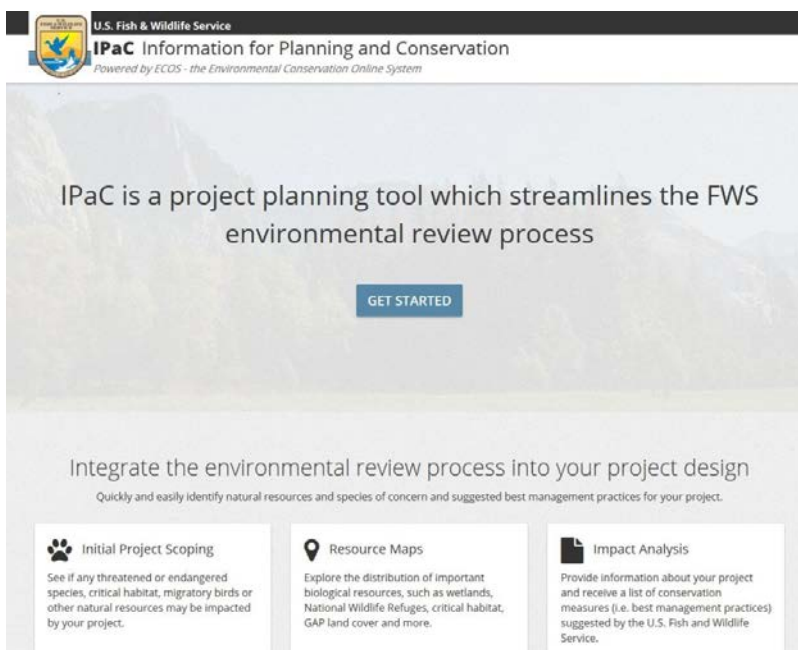 U.S. Fish & Wildlife Service
IPaC Information for Planning and Conservation
Powered by ECOS - the Environmental Conservation Online System
IPaC is a project planning tool which streamlines the FWS
environmental review process
GET STARTED
Integrate the environmental review process into your project design
Quickly and easily identify natural resources and species of concern and suggested best management practices for your project.
Initial Project Scoping
See if any threatened or endangered
species, critical habitat, migratory birds or
other natural resources may be impacted
by your project.
Resource Maps
Explore the distribution of important
biological resources, such as wetlands,
National Wildlife Refuges, critical habitat,
GAP land cover and more.
Impact Analysis
Provide information about your project
and receive a list of conservation
measures (i.e. best management practices)
suggested by the U.S. Fish and Wildlife
Service.